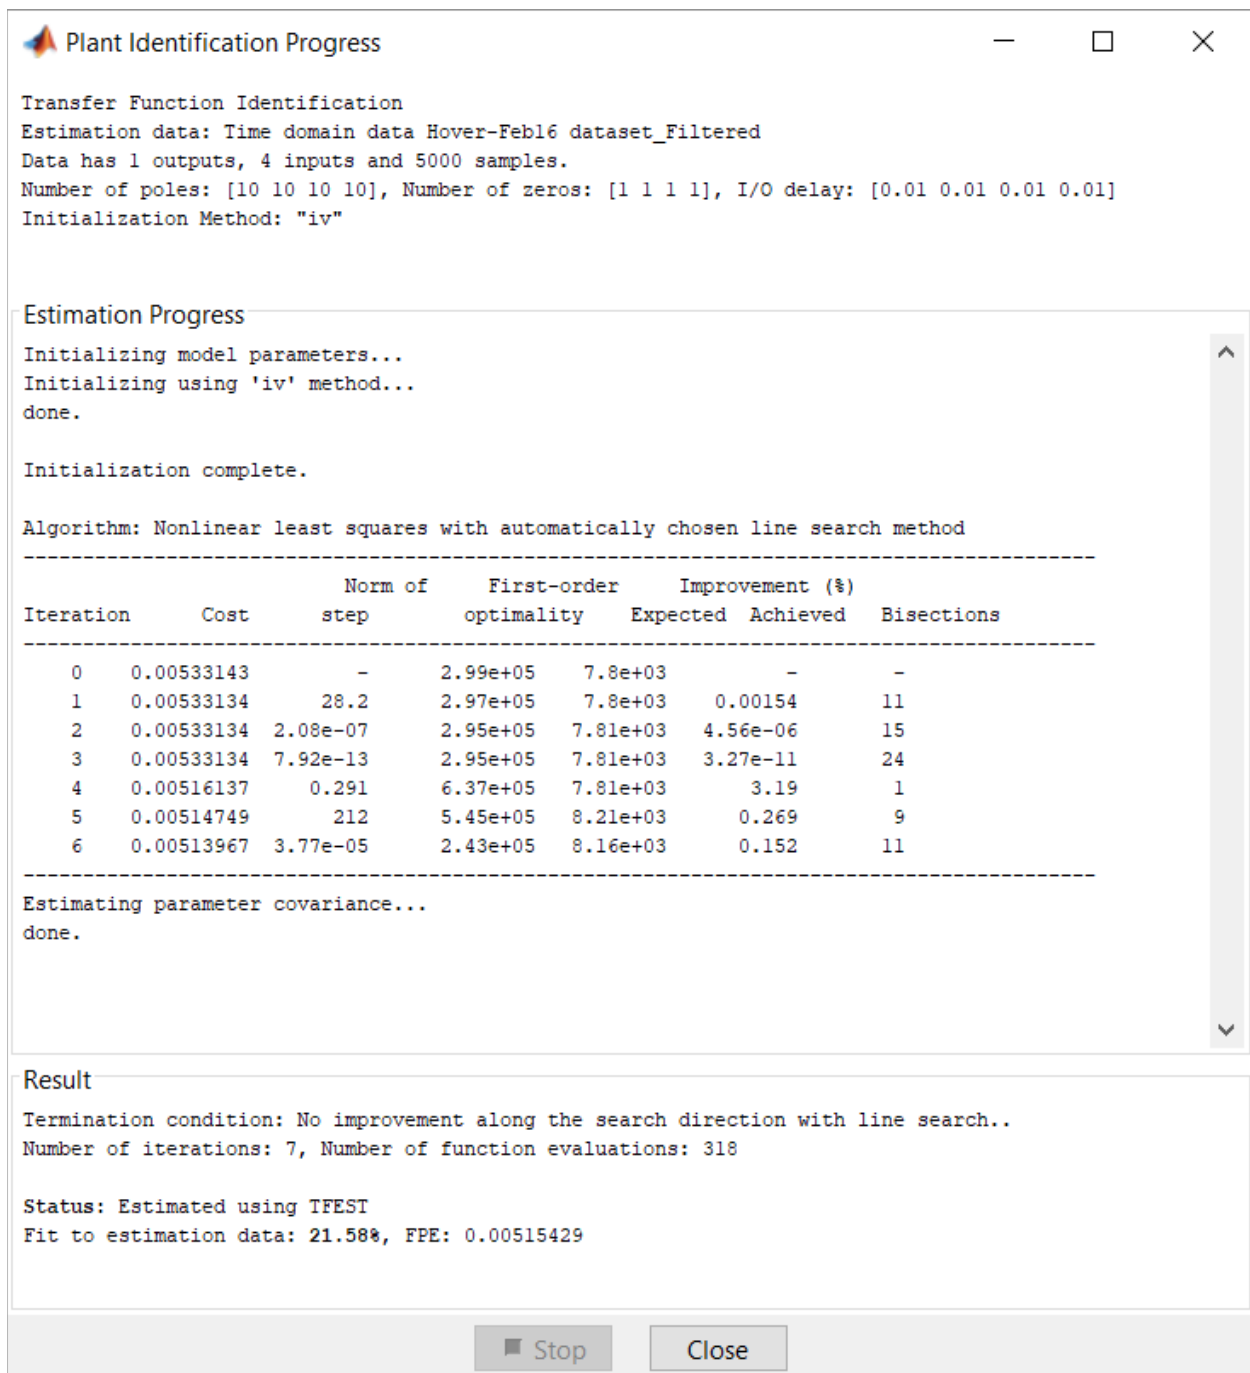 Plant Identification Progress
Transfer Function Identification
Estimation data: Time domain data Hover-Feb16 dataset_Filtered
Data has 1 outputs, 4 inputs and 5000 samples.
Number of poles: [10 10 10 10], Number of zeros: [1 1 1 1], I/O delay: [0.01 0.01 0.01 0.01]
Initialization Method: "iv"
Estimation Progress
Initializing model parameters...
Initializing using 'iv' method...
done.
Initialization complete.
Algorithm: Nonlinear least squares with automatically chosen line search method
------------------------------------------------------------------------------------------
Norm of First-order Improvement (%)
Iteration Cost step optimality Expected Achieved Bisections
------------------------------------------------------------------------------------------
0 0.00533143 - 2.99e+05 7.8e+03 - -
1 0.00533134 28.2 2.97e+05 7.8e+03 0.00154 11
2 0.00533134 2.08e-07 2.95e+05 7.81e+03 4.56e-06 15
3 0.00533134 7.92e-13 2.95e+05 7.81e+03 3.27e-11 24
4 0.00516137 0.291 6.37e+05 7.81e+03 3.19 1
5 0.00514749 212 5.45e+05 8.21e+03 0.269 9
6 0.00513967 3.77e-05 2.43e+05 8.16e+03 0.152 11
------------------------------------------------------------------------------------------
Estimating parameter covariance...
done.
Result
Termination condition: No improvement along the search direction with line search..
Number of iterations: 7, Number of function evaluations: 318
Status: Estimated using TFEST
Fit to estimation data: 21.58%, FPE: 0.00515429
Stop Close